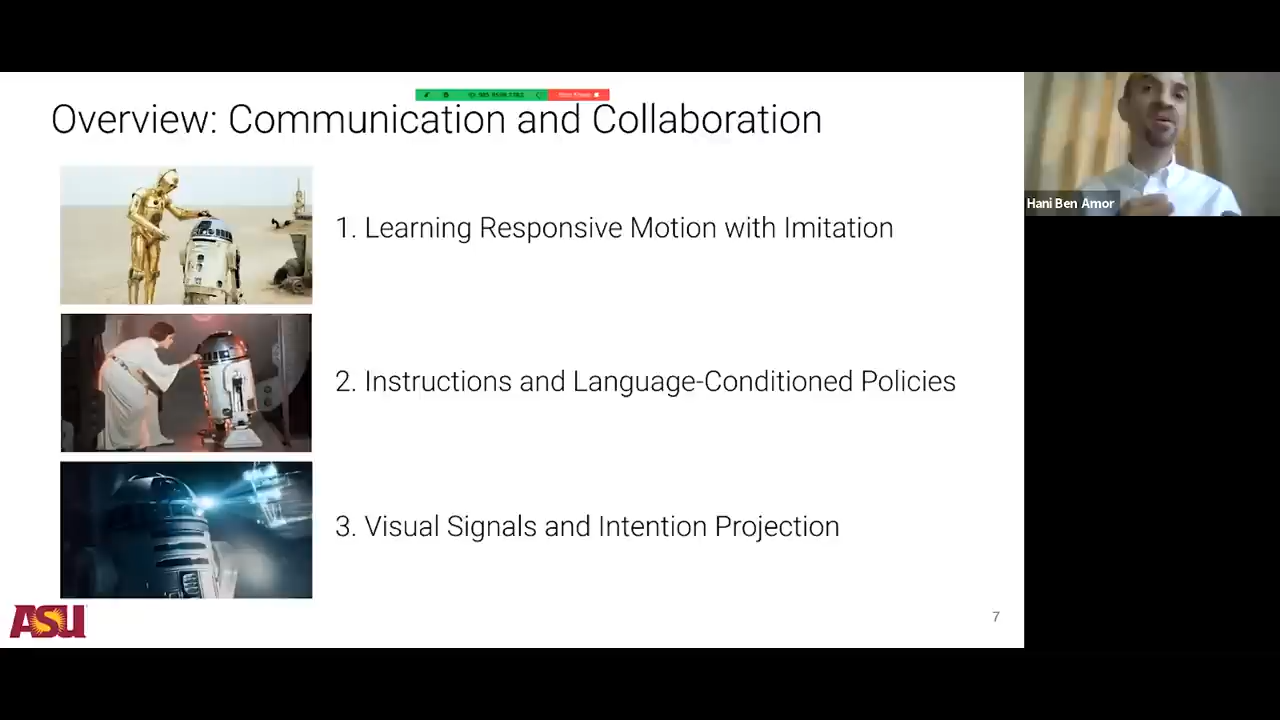 Overview: Communication and Collaboration
Hani Ben Amor
1. Learning Responsive Motion with Imitation
2. Instructions and Language-Conditioned Policies
3. Visual Signals and Intention Projection
ASU
7